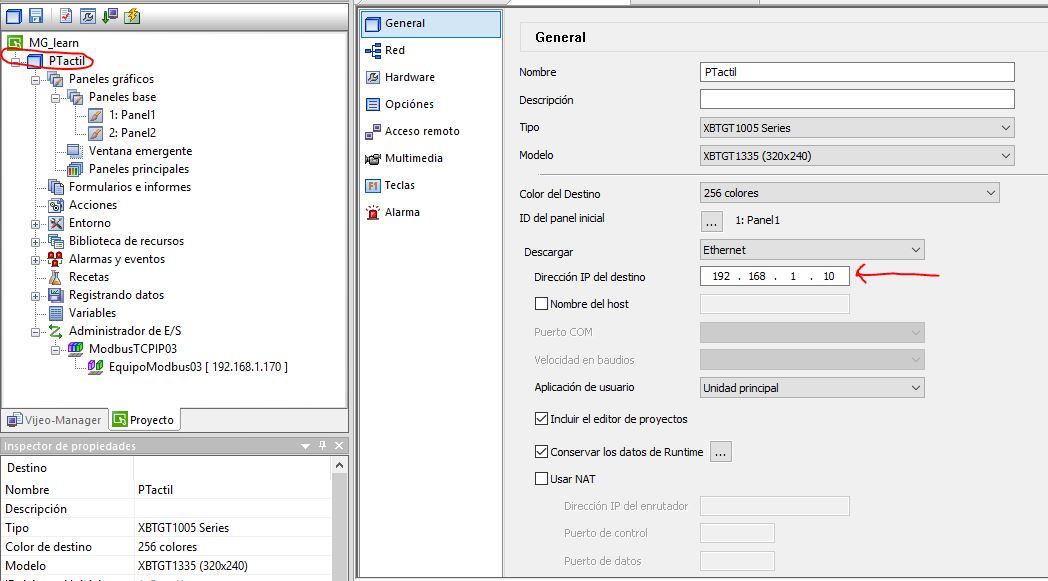 MG_learn
PTactil
Paneles gráficos
Paneles base
1: Panel1
2: Panel2
Ventana emergente
Paneles principales
Formularios e informes
Acciones
Entorno
Biblioteca de recursos
Alarmas y eventos
Recetas
Registrando datos
Variables
Administrador de E/S
ModbusTCPIP03
EquipoModbus03 [ 192.168.1.170 ]
Vijeo-Manager
Proyecto
Inspector de propiedades
Destino
Nombre PTactil
Descripción
Tipo XBTGT1005 Series
Color de destino 256 colores
Modelo XBTGT1335 (320x240)
General
Red
Hardware
Opciónes
Acceso remoto
Multimedia
F1 Teclas
Alarma
General
Nombre PTactil
Descripción
Tipo XBTGT1005 Series
Modelo XBTGT1335 (320x240)
Color del Destino 256 colores
ID del panel inicial ... 1: Panel1
Descargar Ethernet
Dirección IP del destino 192 . 168 . 1 . 10
Nombre del host
Puerto COM
Velocidad en baudios
Aplicación de usuario Unidad principal
Incluir el editor de proyectos
Conservar los datos de Runtime ...
Usar NAT
Dirección IP del enrutador
Puerto de control
Puerto de datos